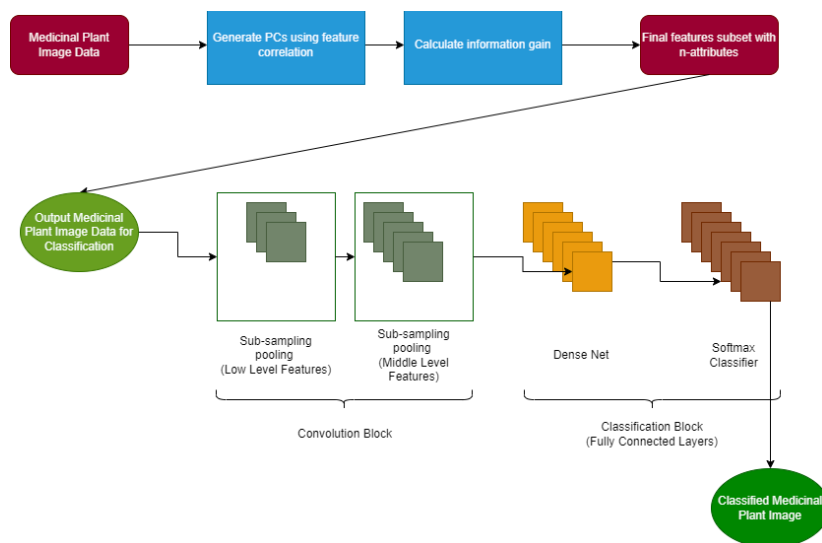 Medicinal Plant
Image Data
Generate PCs using feature
correlation
Calculate information gain
Final features subset with
n-attributes
Output Medicinal
Plant Image Data for
Classification
Sub-sampling
pooling
(Low Level Features)
Sub-sampling
pooling
(Middle Level
Features)
Dense Net
Softmax
Classifier
Convolution Block
Classification Block
(Fully Connected Layers)
Classified Medicinal
Plant Image